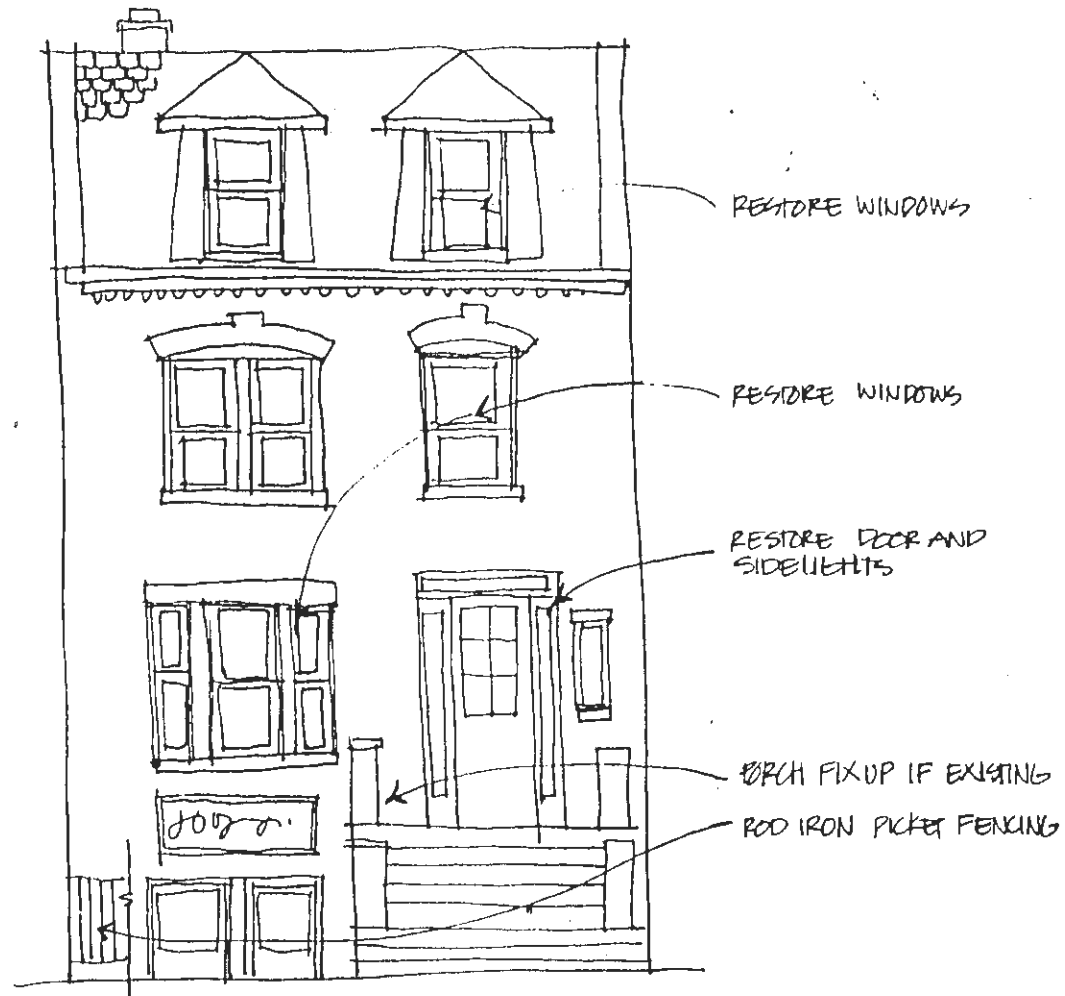 RESTORE WINDOWS
RESTORE WINDOWS
RESTORE DOOR AND
SIDELIGHTS
PORCH FIXUP IF EXISTING
ROD IRON PICKET FENCING